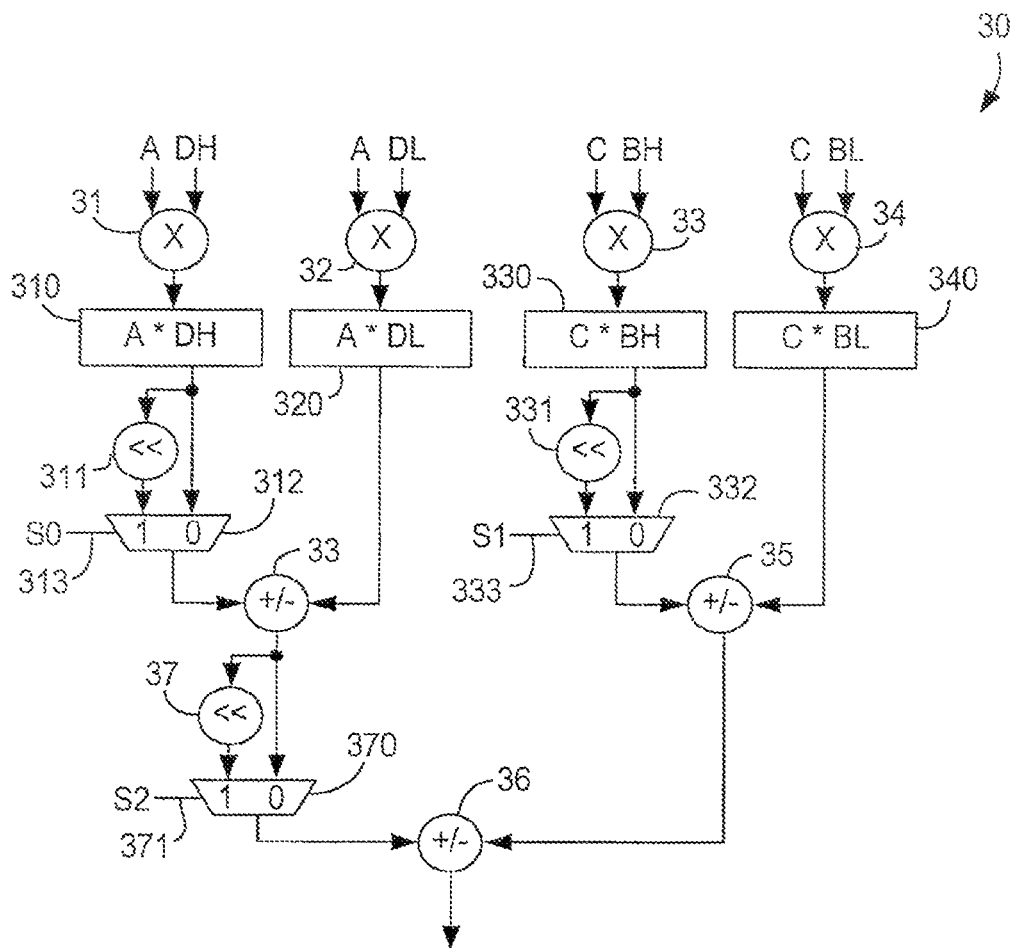 30
A DH A DL C BH C BL
31 X 32 X X 33 X 34
310 A * DH A * DL 320 330 C * BH C * BL 340
311 << 331 <<
S0 1 0 312 S1 1 0 332
313 33 +/- 333 35 +/-
37 <<
S2 1 0 370 36 +/-
371